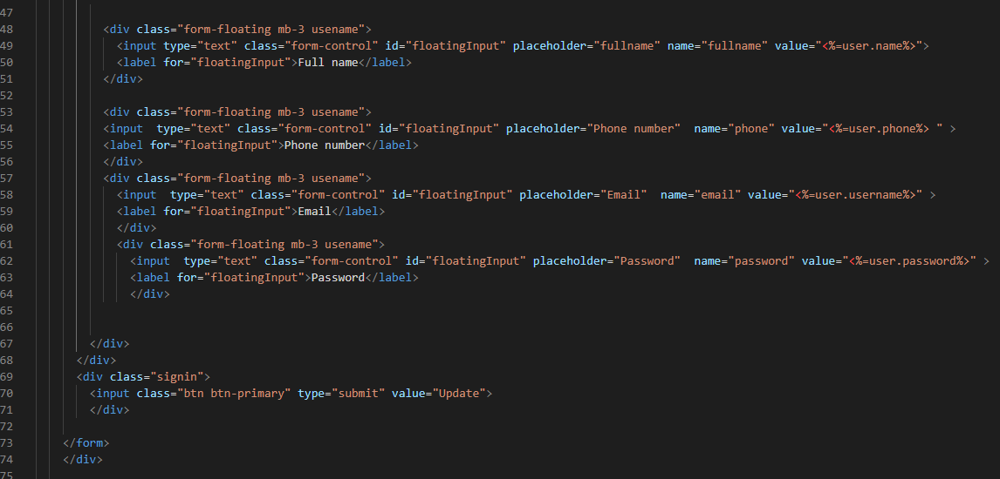 47
48 <div class="form-floating mb-3 usename">
49 <input type="text" class="form-control" id="floatingInput" placeholder="fullname" name="fullname" value="<%=user.name%>">
50 <label for="floatingInput">Full name</label>
51 </div>
52
53 <div class="form-floating mb-3 usename">
54 <input  type="text" class="form-control" id="floatingInput" placeholder="Phone number"  name="phone" value="<%=user.phone%> " >
55 <label for="floatingInput">Phone number</label>
56 </div>
57 <div class="form-floating mb-3 usename">
58 <input  type="text" class="form-control" id="floatingInput" placeholder="Email"  name="email" value="<%=user.username%>" >
59 <label for="floatingInput">Email</label>
60 </div>
61 <div class="form-floating mb-3 usename">
62 <input  type="text" class="form-control" id="floatingInput" placeholder="Password"  name="password" value="<%=user.password%>" >
63 <label for="floatingInput">Password</label>
64 </div>
65
66
67 </div>
68 </div>
69 <div class="signin">
70 <input class="btn btn-primary" type="submit" value="Update">
71 </div>
72
73 </form>
74 </div>
75